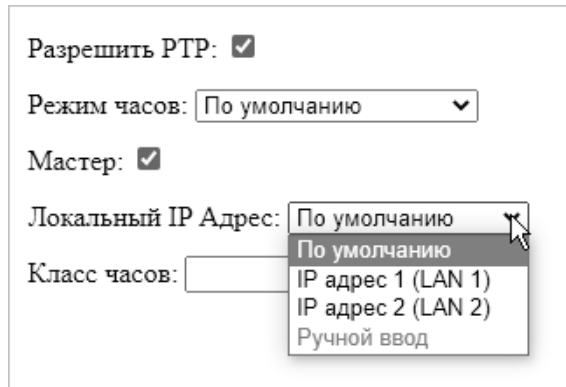 Разрешить PTP:
Режим часов: По умолчанию
Мастер:
Локальный IP Адрес: По умолчанию
По умолчанию
Класс часов:
IP адрес 1 (LAN 1)
IP адрес 2 (LAN 2)
Ручной ввод